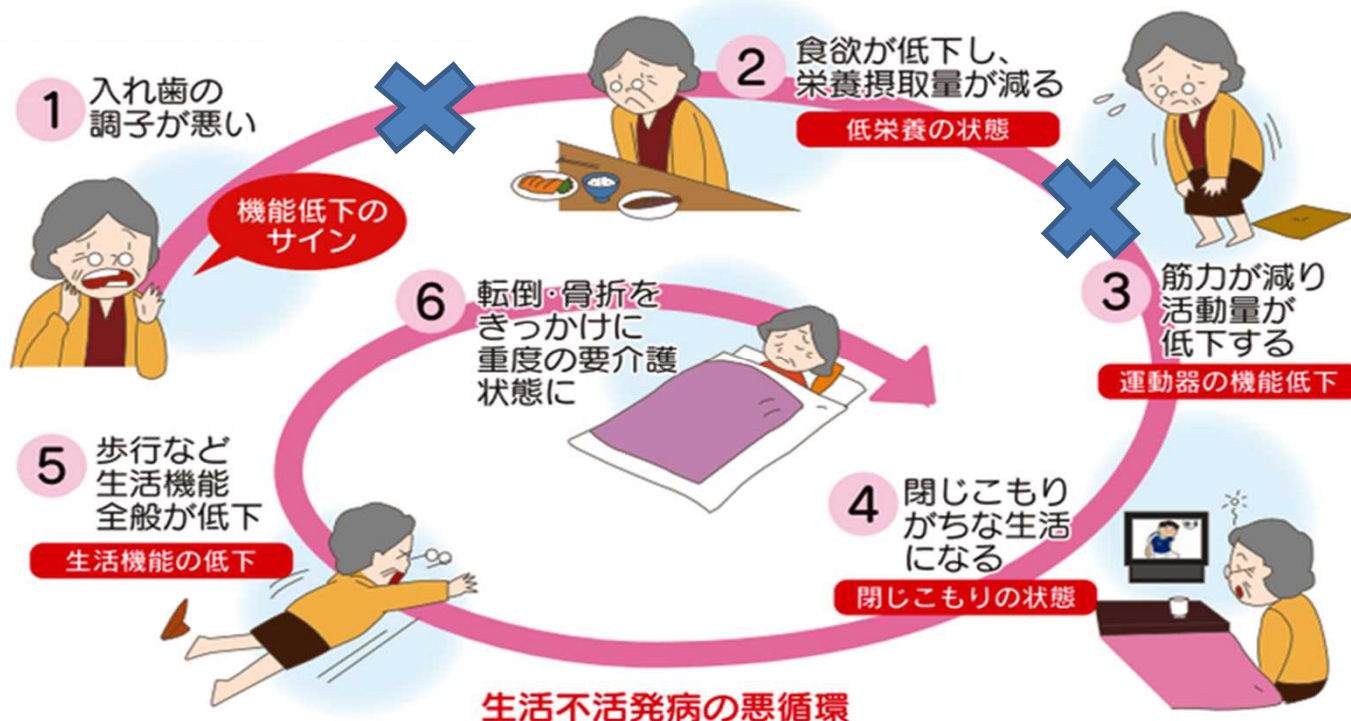 1
入れ歯の
調子が悪い
機能低下の
サイン
2
食欲が低下し、
栄養摂取量が減る
低栄養の状態
3
筋力が減り
活動量が
低下する
運動器の機能低下
4
閉じこもり
がちな生活
になる
閉じこもりの状態
5
歩行など
生活機能
全般が低下
生活機能の低下
6
転倒・骨折を
きっかけに
重度の要介護
状態に
生活不活発病の悪循環